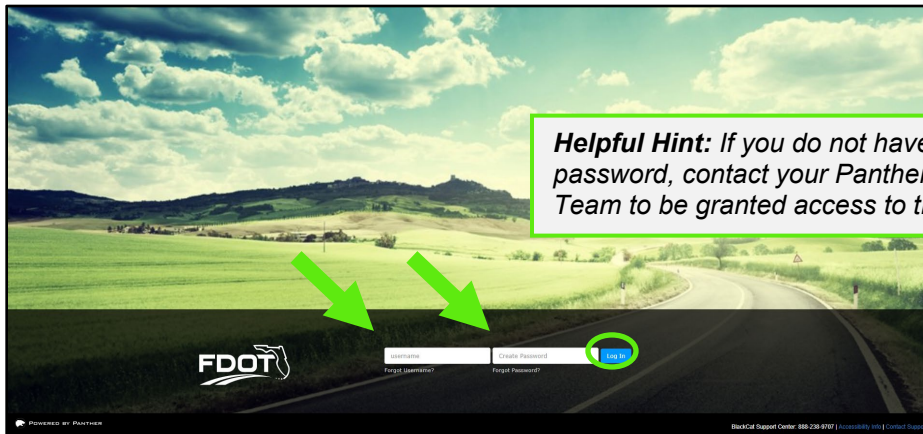 Helpful Hint: If you do not have
password, contact your Panther
Team to be granted access to
FDOT
username
Create Password
Log In
Forgot Username?
Forgot Password?
POWERED BY PANTHER
BlackCat Support Center: 888-238-9707 | Accessibility Info | Contact